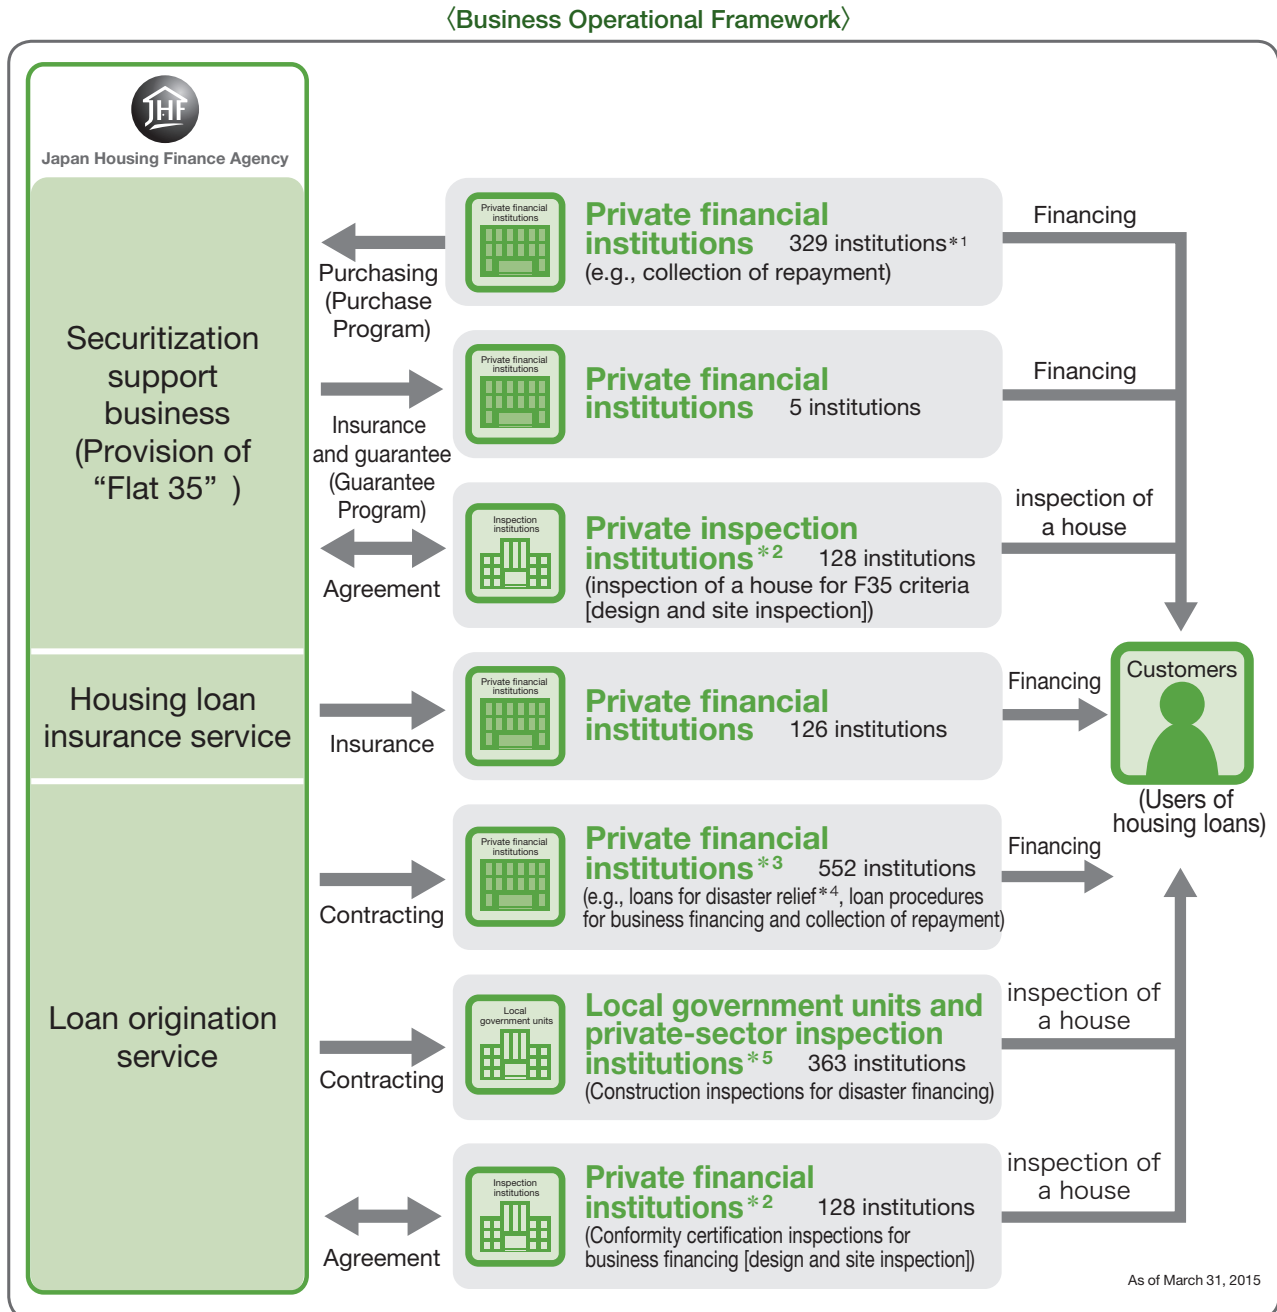 〈Business Operational Framework〉
JHF
Japan Housing Finance Agency
Securitization
support
business
(Provision of
“Flat 35” )
Purchasing
(Purchase
Program)
Private financial
institutions
Private financial
institutions 329 institutions*1
(e.g., collection of repayment)
Financing
Insurance
and guarantee
(Guarantee
Program)
Private financial
institutions
Private financial
institutions 5 institutions
Financing
Agreement
Inspection
institutions
Private inspection
institutions*2 128 institutions
(inspection of a house for F35 criteria
[design and site inspection])
inspection of
a house
Housing loan
insurance service
Insurance
Private financial
institutions
Private financial
institutions 126 institutions
Financing
Customers
(Users of
housing loans)
Loan origination
service
Contracting
Private financial
institutions
Private financial
institutions*3 552 institutions
(e.g., loans for disaster relief*4, loan procedures
for business financing and collection of repayment)
Financing
Contracting
Local
government units
Local government units and
private-sector inspection
institutions*5 363 institutions
(Construction inspections for disaster financing)
inspection of
a house
Agreement
Inspection
institutions
Private financial
institutions*2 128 institutions
(Conformity certification inspections for
business financing [design and site inspection])
inspection of
a house
As of March 31, 2015